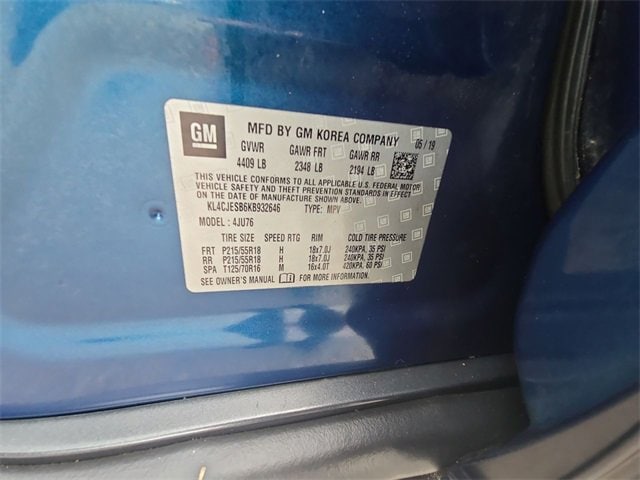 GM
MFD BY GM KOREA COMPANY 05/19
GVWR GAWR FRT GAWR RR
4409 LB 2348 LB 2194 LB
THIS VEHICLE CONFORMS TO ALL APPLICABLE U.S. FEDERAL MOTOR
VEHICLE SAFETY AND THEFT PREVENTION STANDARDS IN EFFECT
ON THE DATE OF MANUFACTURE SHOWN ABOVE.
KL4CJESB6KB932646 TYPE: MPV
MODEL : 4JU76
TIRE SIZE SPEED RTG RIM COLD TIRE PRESSURE
FRT P215/55R18 H 18x7.0J 240KPA, 35 PSI
RR P215/55R18 H 18x7.0J 240KPA, 35 PSI
SPA T125/70R16 M 16x4.0T 420KPA, 60 PSI
SEE OWNER'S MANUAL FOR MORE INFORMATION.